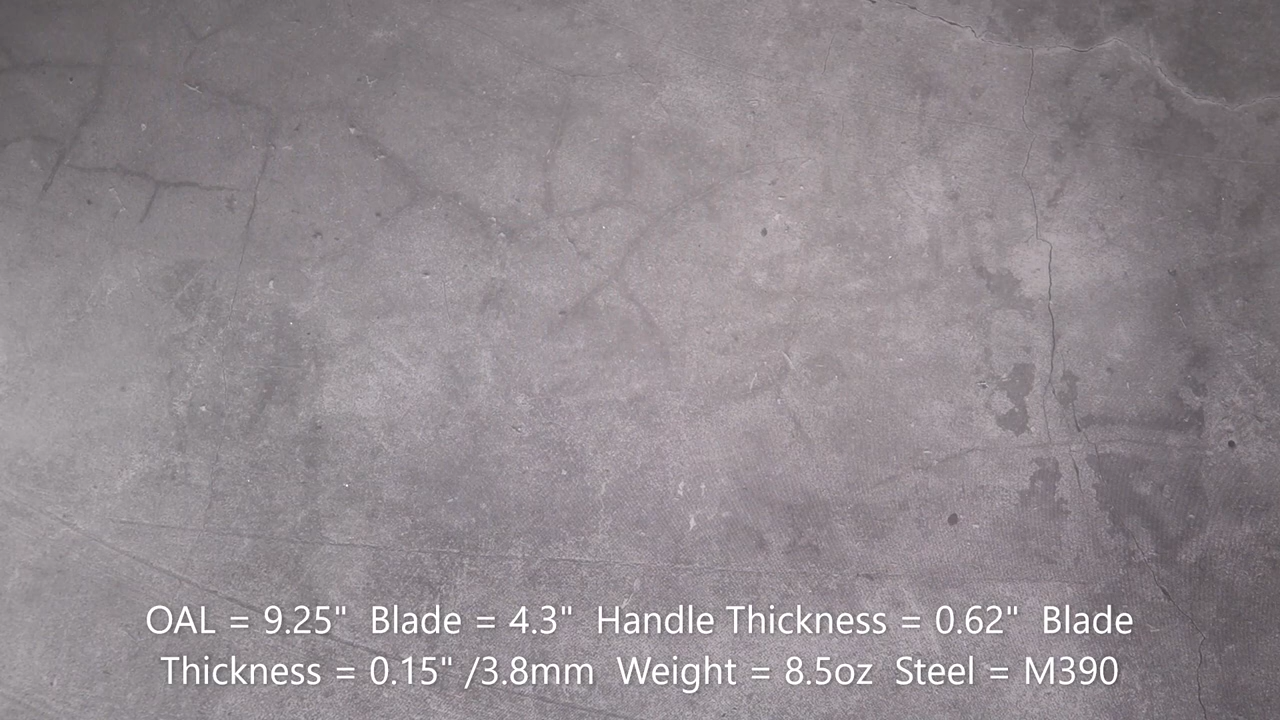 OAL = 9.25"  Blade = 4.3"  Handle Thickness = 0.62"  Blade
Thickness = 0.15" /3.8mm  Weight = 8.5oz  Steel = M390